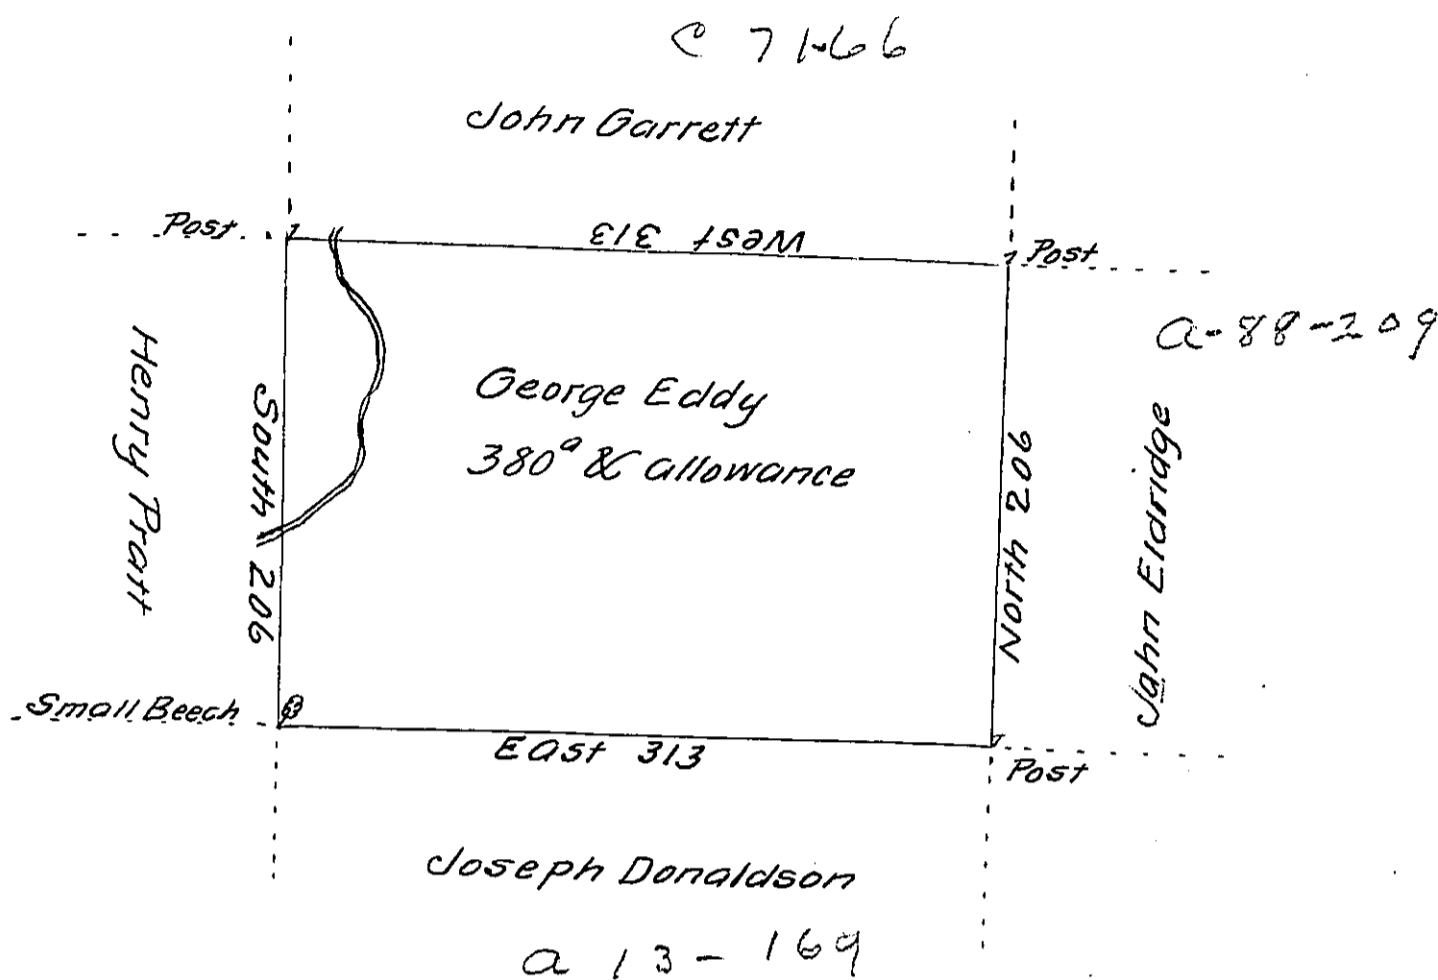 C 71-66
John Garrett
Post
West 313
Post
A-88-209
Henry Pratt
South 206
George Eddy
380ᵃ & allowance
North 206
Jahn Eldridge
Small Beech
East 313
Post
Joseph Donaldson
a 13-169